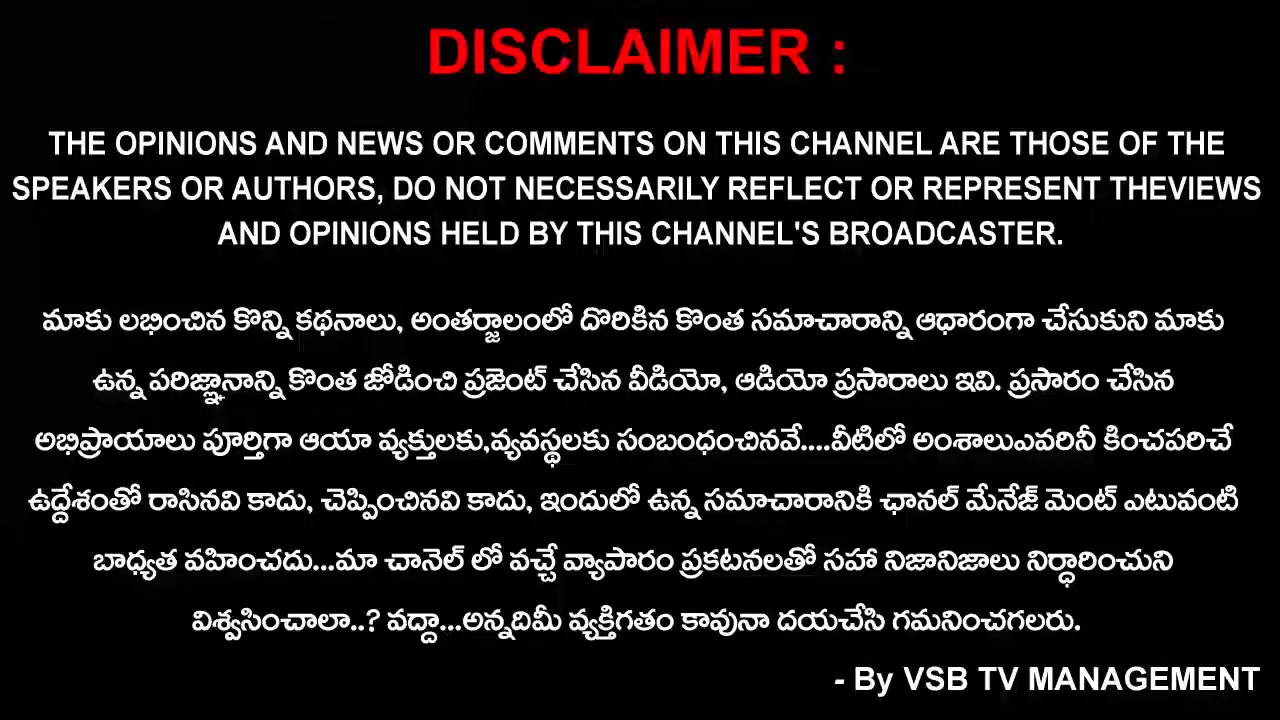 DISCLAIMER :
THE OPINIONS AND NEWS OR COMMENTS ON THIS CHANNEL ARE THOSE OF THE
SPEAKERS OR AUTHORS, DO NOT NECESSARILY REFLECT OR REPRESENT THEVIEWS
AND OPINIONS HELD BY THIS CHANNEL'S BROADCASTER.
మాకు లభించిన కొన్ని కథనాలు, అంతర్జాలంలో దొరికిన కొంత సమాచారాన్ని ఆధారంగా చేసుకుని మాకు
ఉన్న పరిజ్ఞానాన్ని కొంత జోడించి ప్రజెంట్ చేసిన వీడియో, ఆడియో ప్రసారాలు ఇవి. ప్రసారం చేసిన
అభిప్రాయాలు పూర్తిగా ఆయా వ్యక్తులకు,వ్యవస్థలకు సంబంధంచినవే....వీటిలో అంశాలుఎవరినీ కించపరిచే
ఉద్దేశంతో రాసినవి కాదు, చెప్పించినవి కాదు, ఇందులో ఉన్న సమాచారానికి ఛానల్ మేనేజ్ మెంట్ ఎటువంటి
బాధ్యత వహించదు...మా చానెల్ లో వచ్చే వ్యాపారం ప్రకటనలతో సహా నిజానిజాలు నిర్ధారించుని
విశ్వసించాలా..? వద్దా...అన్నదిమీ వ్యక్తిగతం కావునా దయచేసి గమనించగలరు.
- By VSB TV MANAGEMENT